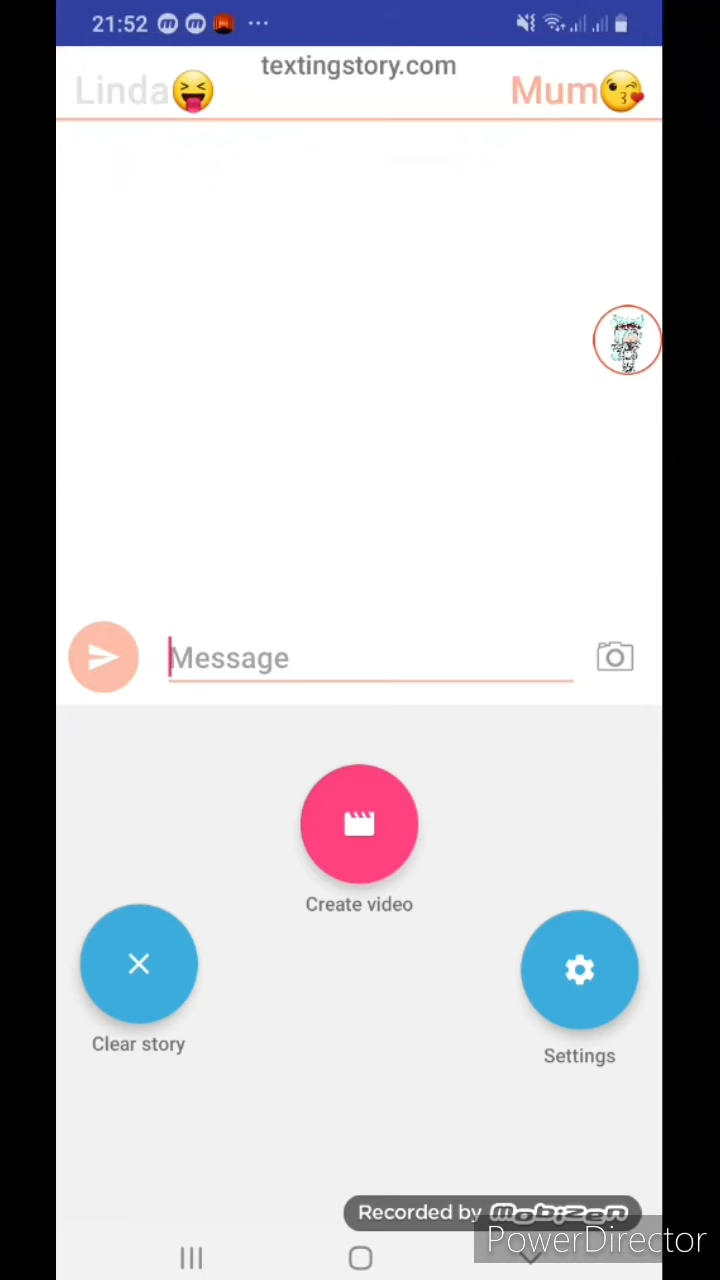 21:52
textingstory.com
Linda😝
Mum😘
Message
Create video
Clear story
Settings
Recorded by mobizen
PowerDirector